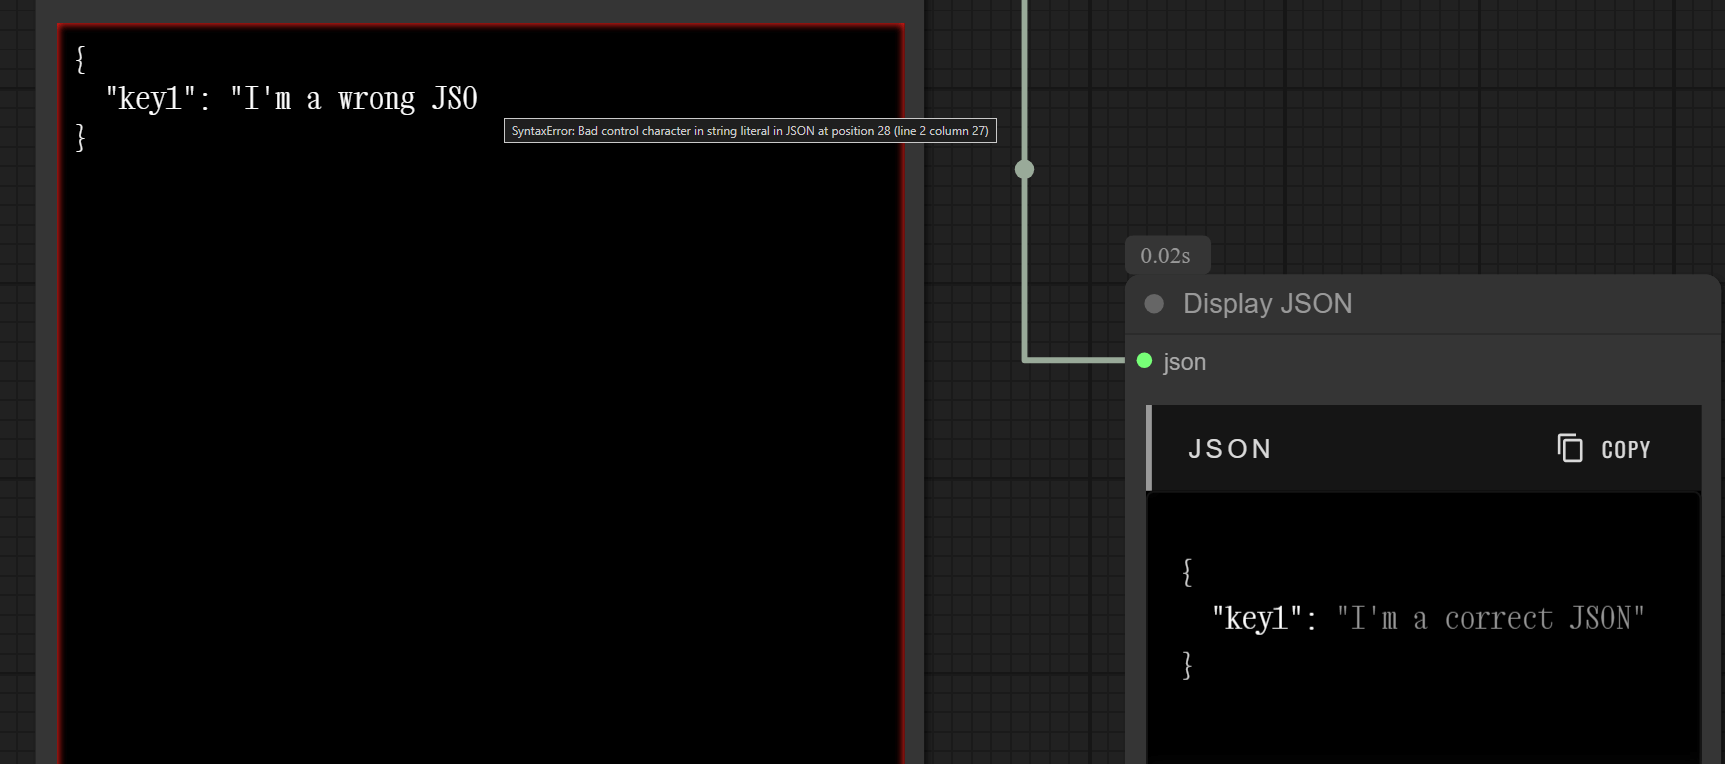 {
  "key1": "I'm a wrong JSO
}
SyntaxError: Bad control character in string literal in JSON at position 28 (line 2 column 27)
0.02s
Display JSON
json
JSON
COPY
{
  "key1": "I'm a correct JSON"
}